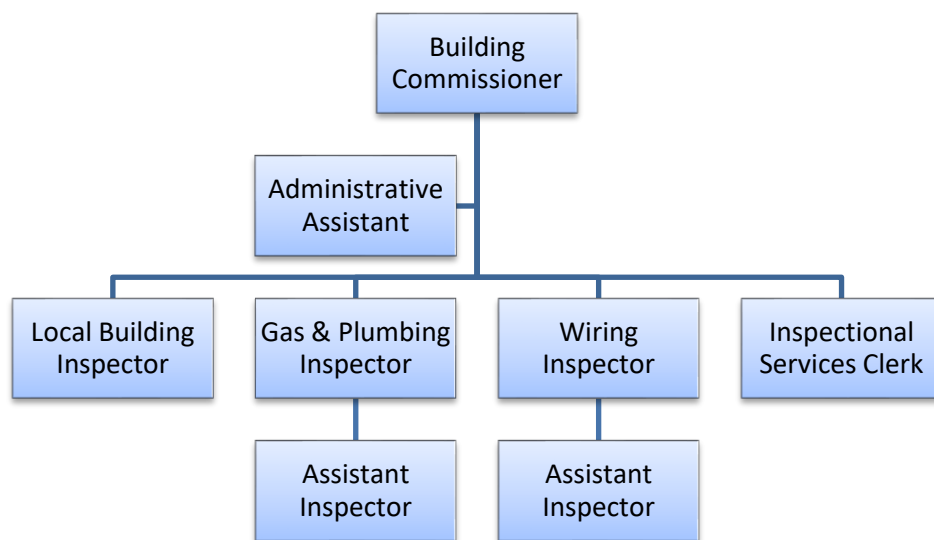 Building
Commissioner
Administrative
Assistant
Local Building
Inspector
Gas & Plumbing
Inspector
Wiring
Inspector
Inspectional
Services Clerk
Assistant
Inspector
Assistant
Inspector